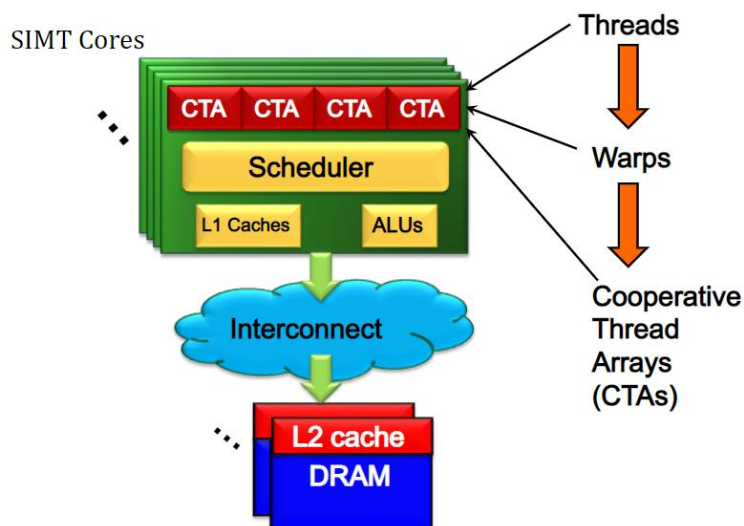 SIMT Cores
Threads
CTA CTA CTA CTA
Scheduler
Warps
L1 Caches
ALUs
Interconnect
Cooperative
Thread
Arrays
(CTAs)
L2 cache
DRAM